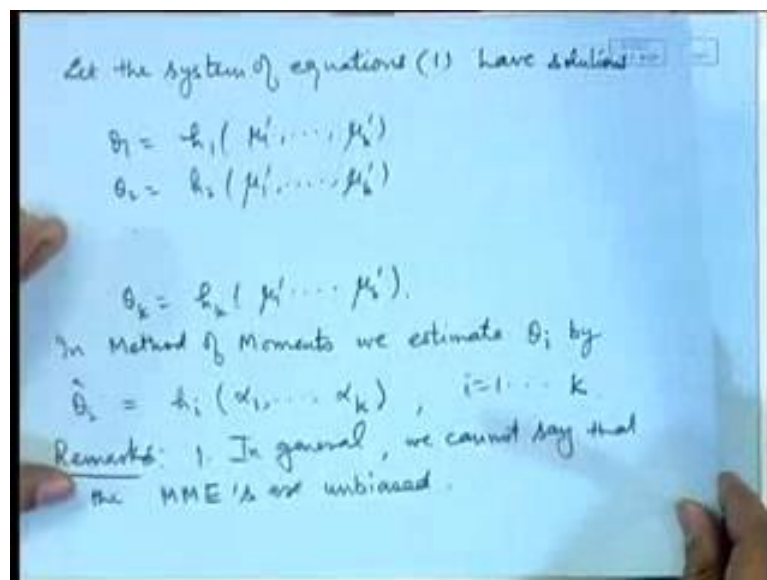 Let the system of equations (1) have solutions
θ₁ = h₁( μ₁′, ...., μₖ′)
θ₂ = h₂ (μ₁′, ....., μₖ′)
θₖ = hₖ ( μ₁′ .... μₖ′).
In Method of Moments we estimate θᵢ by
θ̂ᵢ = hᵢ (α₁, .... αₖ) , i=1 ... k.
Remarks: 1. In general, we cannot say that
the MME's are unbiased.